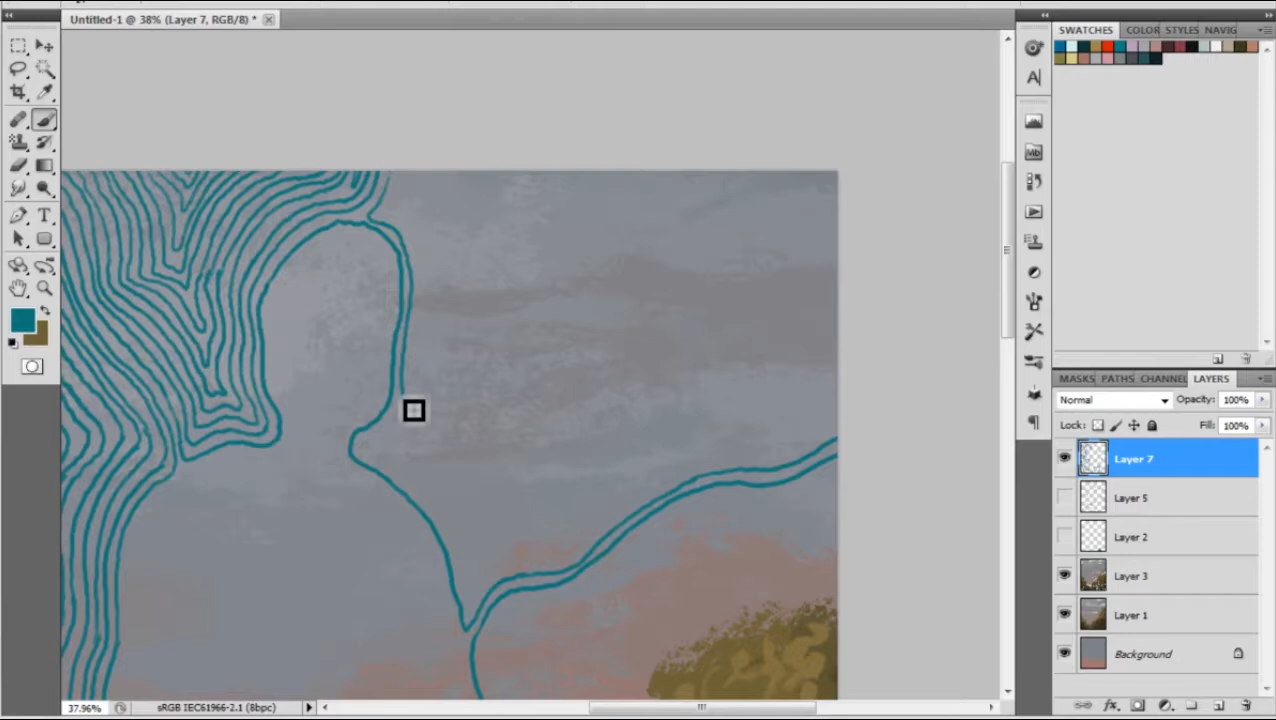 Untitled-1 @ 38% (Layer 7, RGB/8) *
SWATCHES COLOR STYLES NAVIG
MASKS PATHS CHANNEL LAYERS
Normal Opacity: 100%
Lock: Fill: 100%
Layer 7
Layer 5
Layer 2
Layer 3
Layer 1
Background
37.96% sRGB IEC61966-2.1 (8bpc)
T
A
Mb
fx